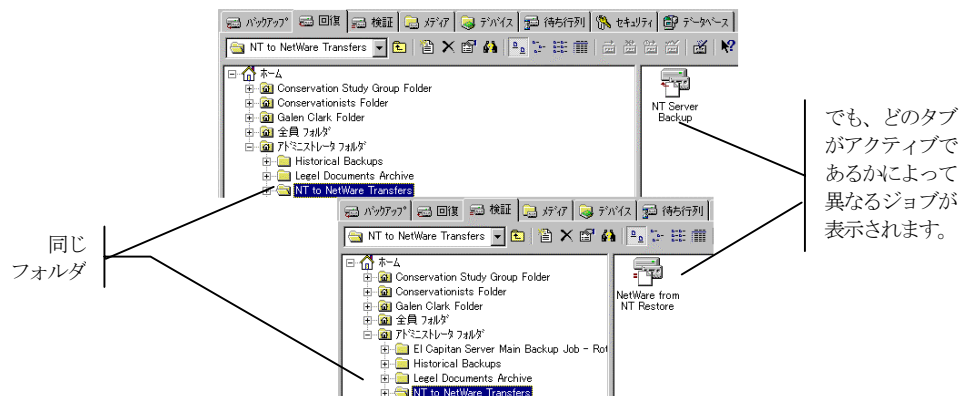 バックアップ 回復 検証 メディア デバイス 待ち行列 セキュリティ データベース
NT to NetWare Transfers
ホーム
Conservation Study Group Folder
Conservationists Folder
Galen Clark Folder
全員 フォルダ
アドミニストレータ フォルダ
Historical Backups
Legel Documents Archive
NT to NetWare Transfers
NT Server
Backup
でも、どのタブ
がアクティブで
あるかによって
異なるジョブが
表示されます。
同じ
フォルダ
バックアップ 回復 検証 メディア デバイス 待ち行列
NT to NetWare Transfers
ホーム
Conservation Study Group Folder
Conservationists Folder
Galen Clark Folder
全員 フォルダ
アドミニストレータ フォルダ
El Capitan Server Main Backup Job - Rot
Historical Backups
Legel Documents Archive
NT to NetWare Transfers
NetWare from
NT Restore